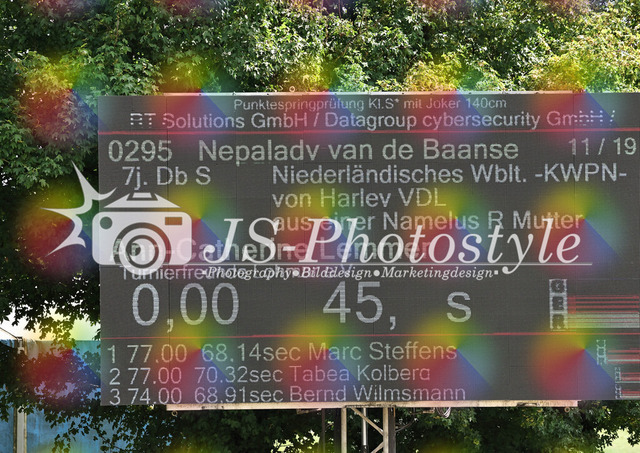 Punktespringprüfung Kl.S* mit Joker 140cm
RT Solutions GmbH / Datagroup cybersecurity GmbH /
0295 Nepalady van de Baanse 11 / 19
7j. Db S Niederländisches Wblt. -KWPN-
von Harley VDL
aus einer Namelus R Mutter
JS-Photostyle
•Photography•Bilddesign•Marketingdesign•
0,00 45, s
1 77.00 68.14sec Marc Steffens
2 77.00 70.32sec Tabea Kolberg
3 74.00 68.91sec Bernd Wilmsmann